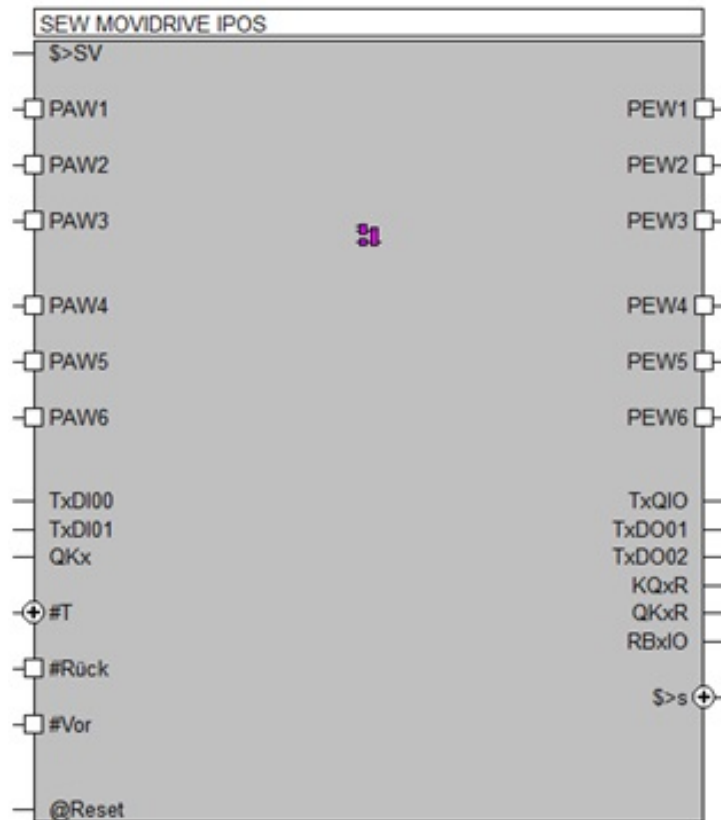 SEW MOVIDRIVE IPOS
$>SV
PAW1 PEW1
PAW2 PEW2
PAW3 PEW3
PAW4 PEW4
PAW5 PEW5
PAW6 PEW6
TxDI00 TxQIO
TxDI01 TxDO01
QKx TxDO02
KQxR
#T QKxR
RBxIO
#Rück
$>s
#Vor
@Reset